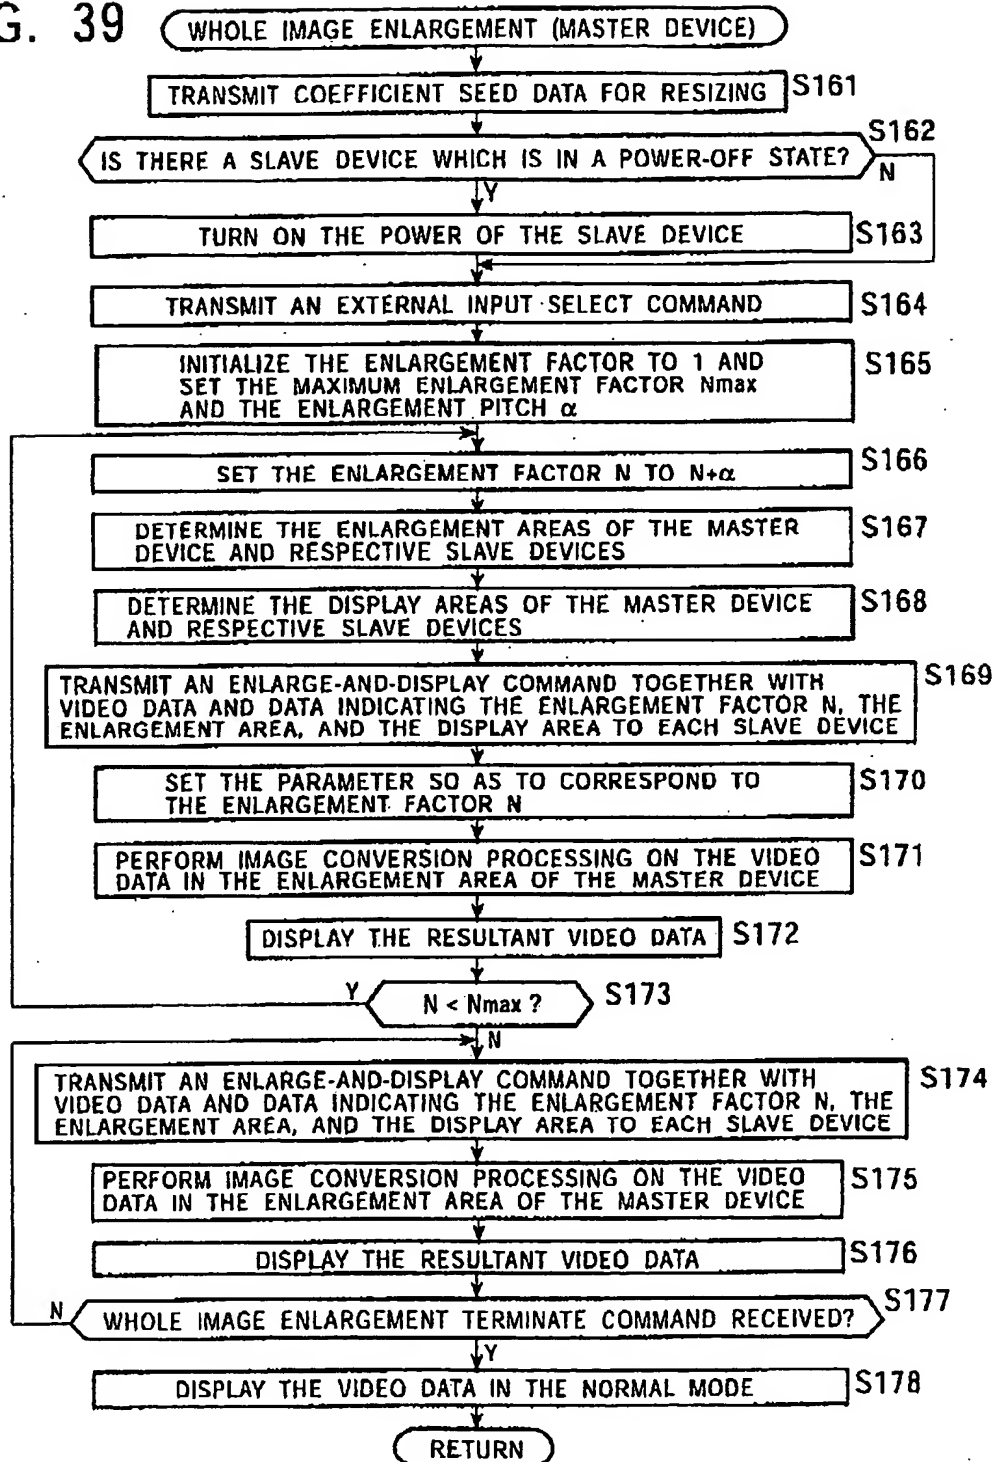 G. 39
WHOLE IMAGE ENLARGEMENT (MASTER DEVICE)
TRANSMIT COEFFICIENT SEED DATA FOR RESIZING
S161
S162
IS THERE A SLAVE DEVICE WHICH IS IN A POWER-OFF STATE?
N
Y
TURN ON THE POWER OF THE SLAVE DEVICE
S163
TRANSMIT AN EXTERNAL INPUT SELECT COMMAND
S164
INITIALIZE THE ENLARGEMENT FACTOR TO 1 AND
SET THE MAXIMUM ENLARGEMENT FACTOR Nmax
AND THE ENLARGEMENT PITCH α
S165
SET THE ENLARGEMENT FACTOR N TO N+α
S166
DETERMINE THE ENLARGEMENT AREAS OF THE MASTER
DEVICE AND RESPECTIVE SLAVE DEVICES
S167
DETERMINE THE DISPLAY AREAS OF THE MASTER DEVICE
AND RESPECTIVE SLAVE DEVICES
S168
TRANSMIT AN ENLARGE-AND-DISPLAY COMMAND TOGETHER WITH
VIDEO DATA AND DATA INDICATING THE ENLARGEMENT FACTOR N, THE
ENLARGEMENT AREA, AND THE DISPLAY AREA TO EACH SLAVE DEVICE
S169
SET THE PARAMETER SO AS TO CORRESPOND TO
THE ENLARGEMENT FACTOR N
S170
PERFORM IMAGE CONVERSION PROCESSING ON THE VIDEO
DATA IN THE ENLARGEMENT AREA OF THE MASTER DEVICE
S171
DISPLAY THE RESULTANT VIDEO DATA
S172
Y
N < Nmax ?
S173
N
TRANSMIT AN ENLARGE-AND-DISPLAY COMMAND TOGETHER WITH
VIDEO DATA AND DATA INDICATING THE ENLARGEMENT FACTOR N, THE
ENLARGEMENT AREA, AND THE DISPLAY AREA TO EACH SLAVE DEVICE
S174
PERFORM IMAGE CONVERSION PROCESSING ON THE VIDEO
DATA IN THE ENLARGEMENT AREA OF THE MASTER DEVICE
S175
DISPLAY THE RESULTANT VIDEO DATA
S176
N
WHOLE IMAGE ENLARGEMENT TERMINATE COMMAND RECEIVED?
S177
Y
DISPLAY THE VIDEO DATA IN THE NORMAL MODE
S178
RETURN